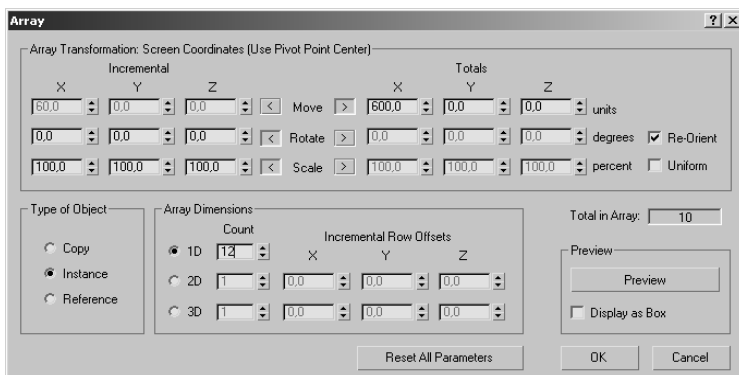 Array
Array Transformation: Screen Coordinates (Use Pivot Point Center)
Incremental Totals
X Y Z X Y Z
60,0 0,0 0,0 < Move > 600,0 0,0 0,0 units
0,0 0,0 0,0 < Rotate > 0,0 0,0 0,0 degrees Re-Orient
100,0 100,0 100,0 < Scale > 100,0 100,0 100,0 percent Uniform
Type of Object
Copy
Instance
Reference
Array Dimensions
Count
Incremental Row Offsets
X Y Z
1D 12
2D 1 0,0 0,0 0,0
3D 1 0,0 0,0 0,0
Total in Array: 10
Preview
Preview
Display as Box
Reset All Parameters OK Cancel